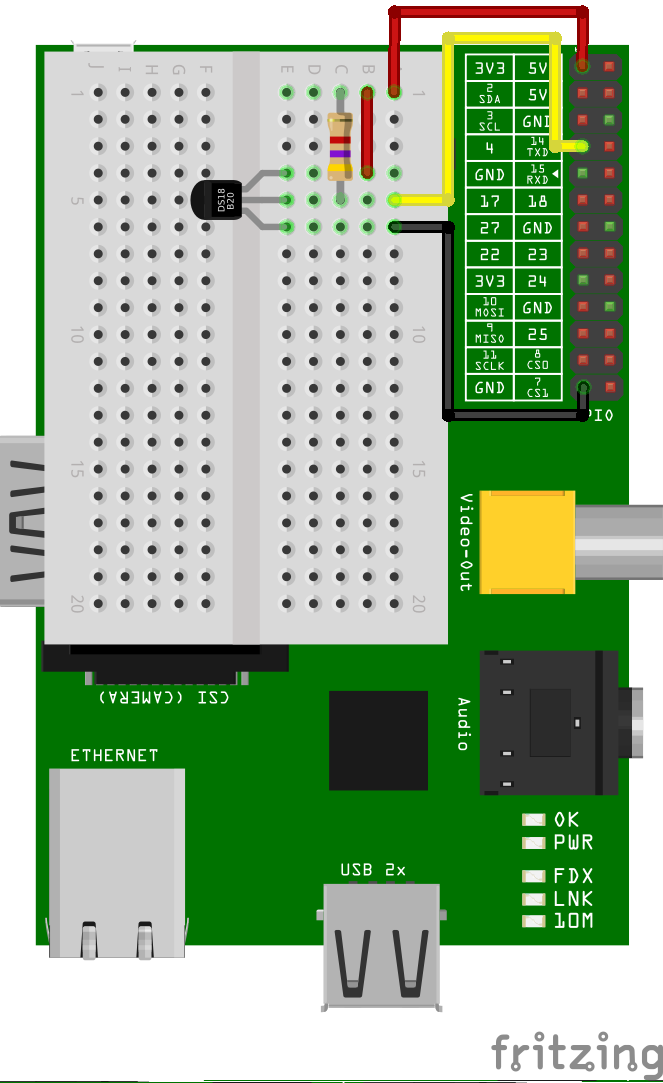 J I H G F E D C B A
1 1
3V3 5V
2 SDA 5V
3 SCL GND
4 14 TXD
GND 15 RXD
5 17 18
DS18 B20
27 GND
22 23
3V3 24
10 MOSI GND
10 10
9 MISO 25
11 SCLK 8 CS0
GND 7 CS1
PIO
15 15
Video-Out
20 20
CSI (CAMERA)
Audio
ETHERNET
OK
PWR
USB 2x
FDX
LNK
10M
fritzing